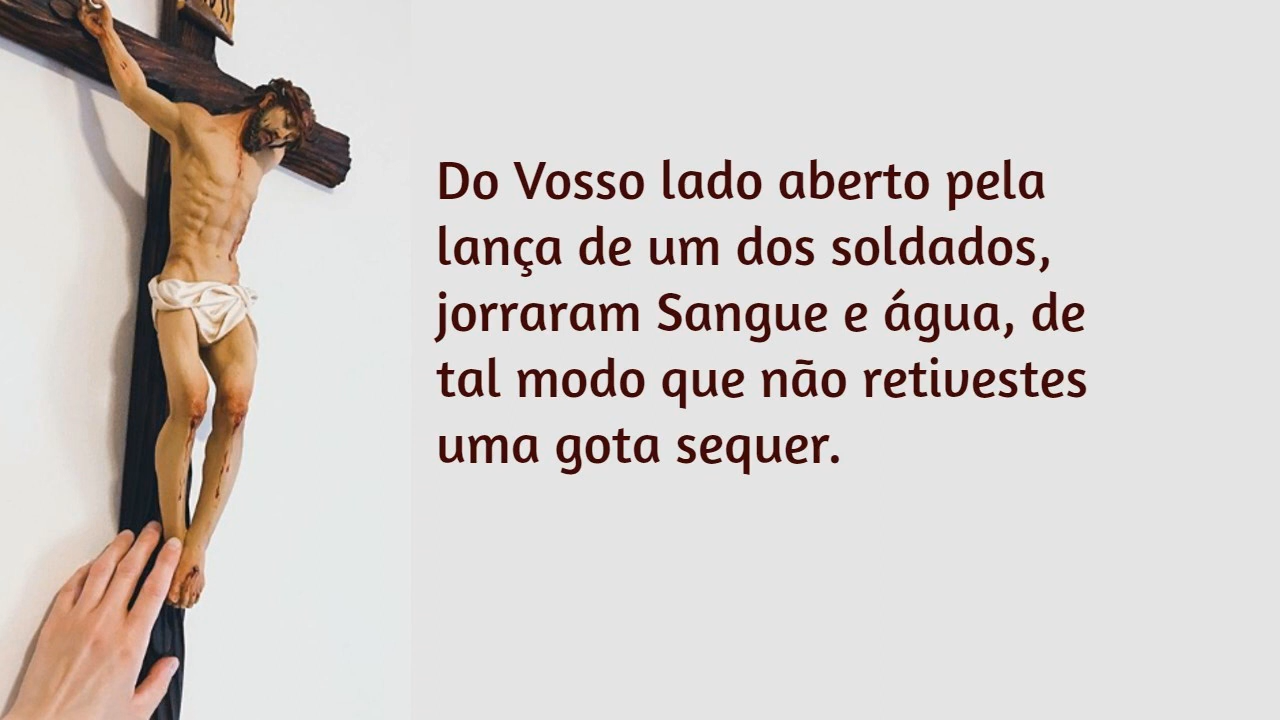 Do Vosso lado aberto pela
lança de um dos soldados,
jorraram Sangue e água, de
tal modo que não retivestes
uma gota sequer.